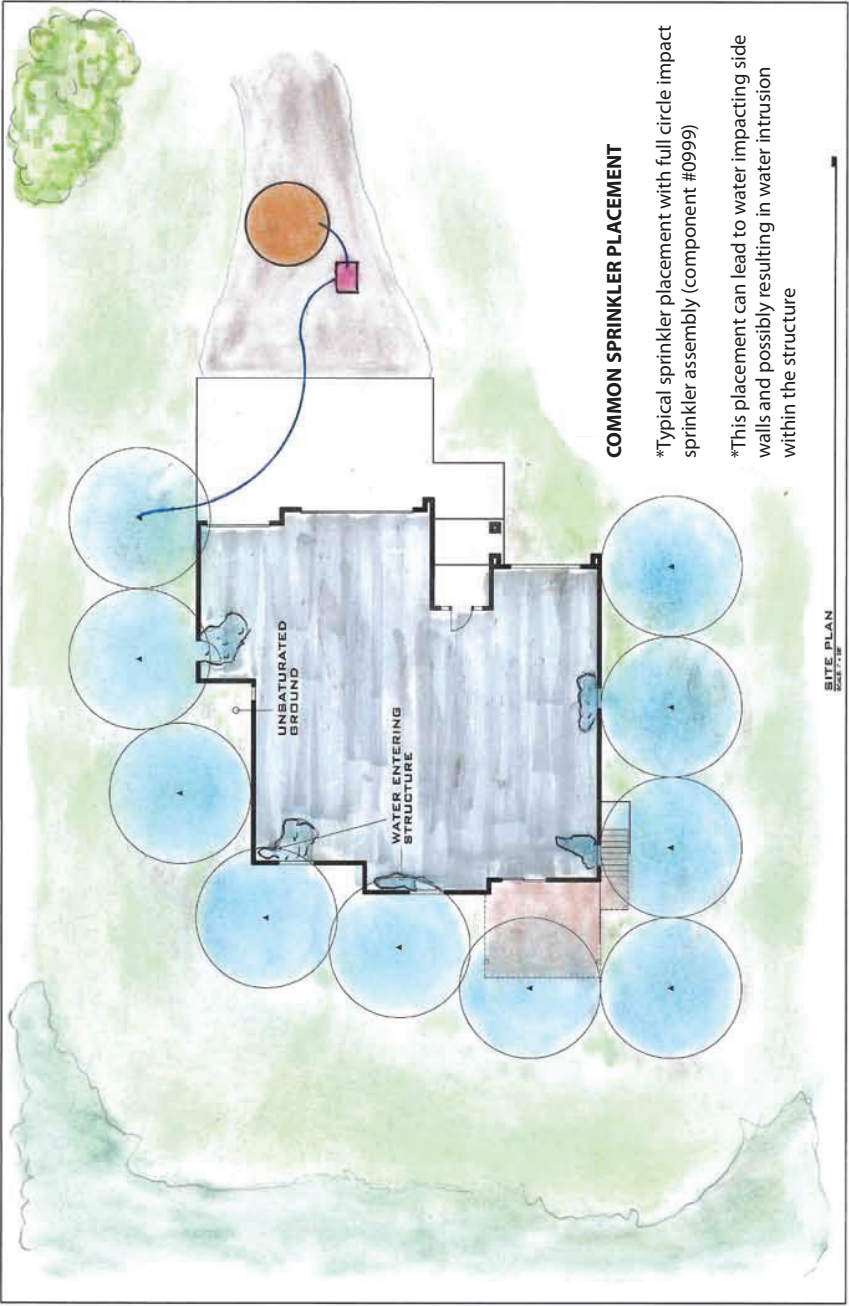 COMMON SPRINKLER PLACEMENT
*Typical sprinkler placement with full circle impact
sprinkler assembly (component #0999)
*This placement can lead to water impacting side
walls and possibly resulting in water intrusion
within the structure
UNSATURATED
GROUND
WATER ENTERING
STRUCTURE
SITE PLAN